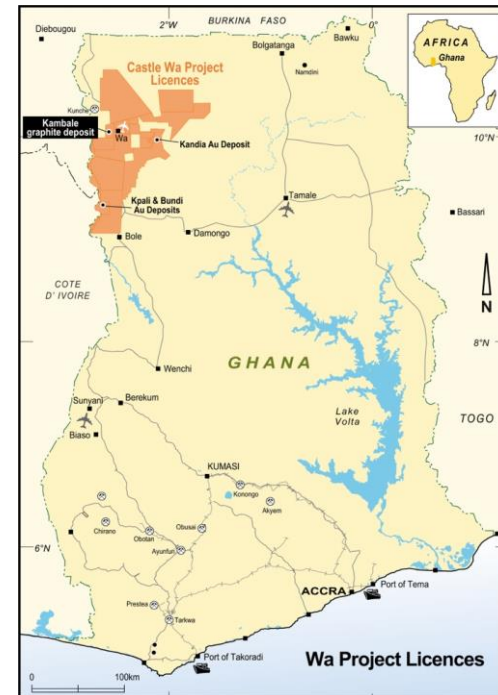 2°W
BURKINA FASO
0°
Diebougou
Bawku
Bolgatanga
AFRICA
Ghana
Namdini
Castle Wa Project
Licences
Kunche
Kambale
graphite deposit
Wa
10°N
Kandia Au Deposit
Kpali & Bundi
Au Deposits
Tamale
Bassari
Bole
Damongo
COTE
D' IVOIRE
N
8°N
Wenchi
GHANA
Sunyani
Berekum
Biaso
Lake
Volta
TOGO
KUMASI
Konongo
Akyem
Chirano
Obotan
Obusai
Ayunfuri
6°N
Prestea
Tarkwa
ACCRA
Port of Tema
Port of Takoradi
Wa Project Licences
0
100km